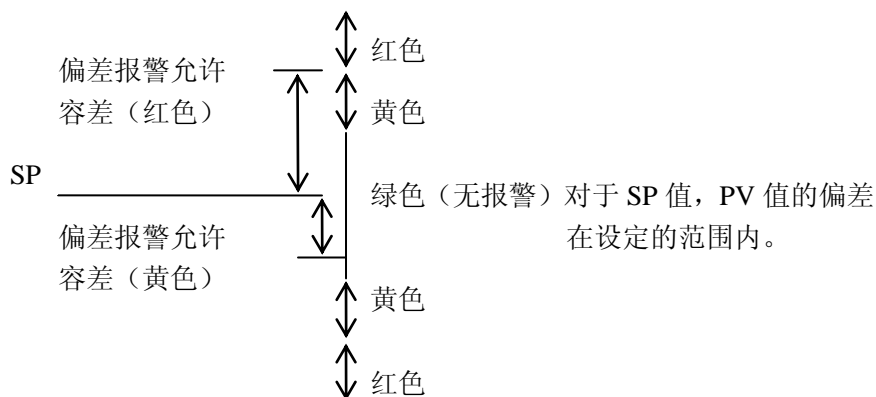 红色
偏差报警允许
容差（红色）
黄色
SP
绿色（无报警）对于 SP 值，PV 值的偏差
在设定的范围内。
偏差报警允许
容差（黄色）
黄色
红色